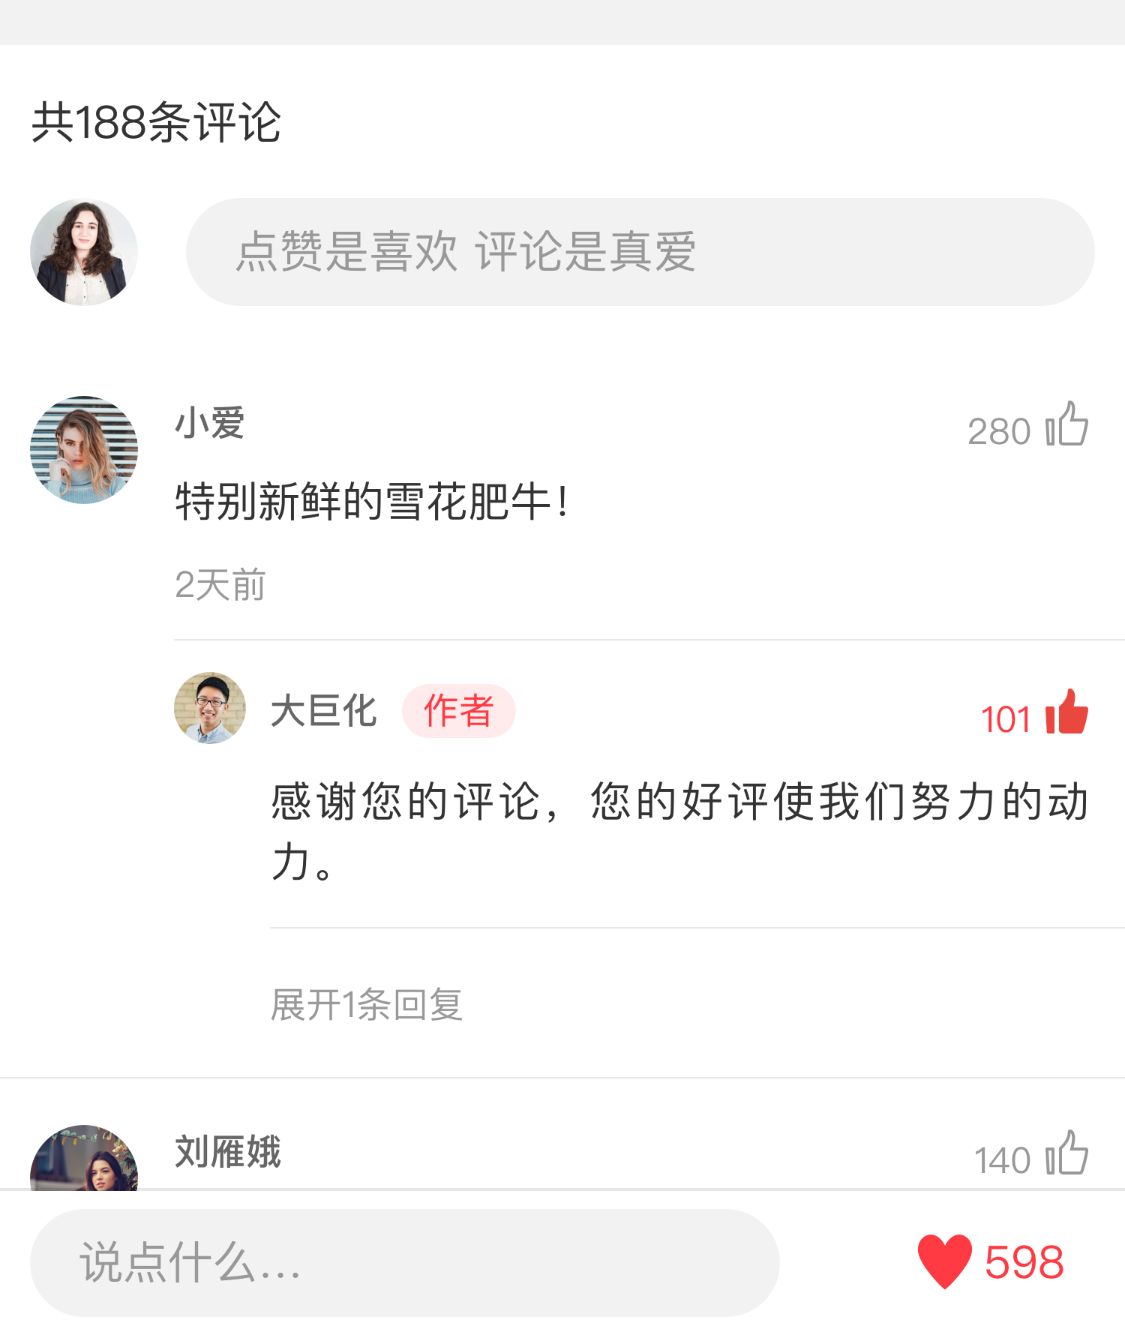 共188条评论
点赞是喜欢 评论是真爱
小爱
280
特别新鲜的雪花肥牛！
2天前
大巨化 作者
101
感谢您的评论，您的好评使我们努力的动
力。
展开1条回复
刘雁娥
140
说点什么...
598